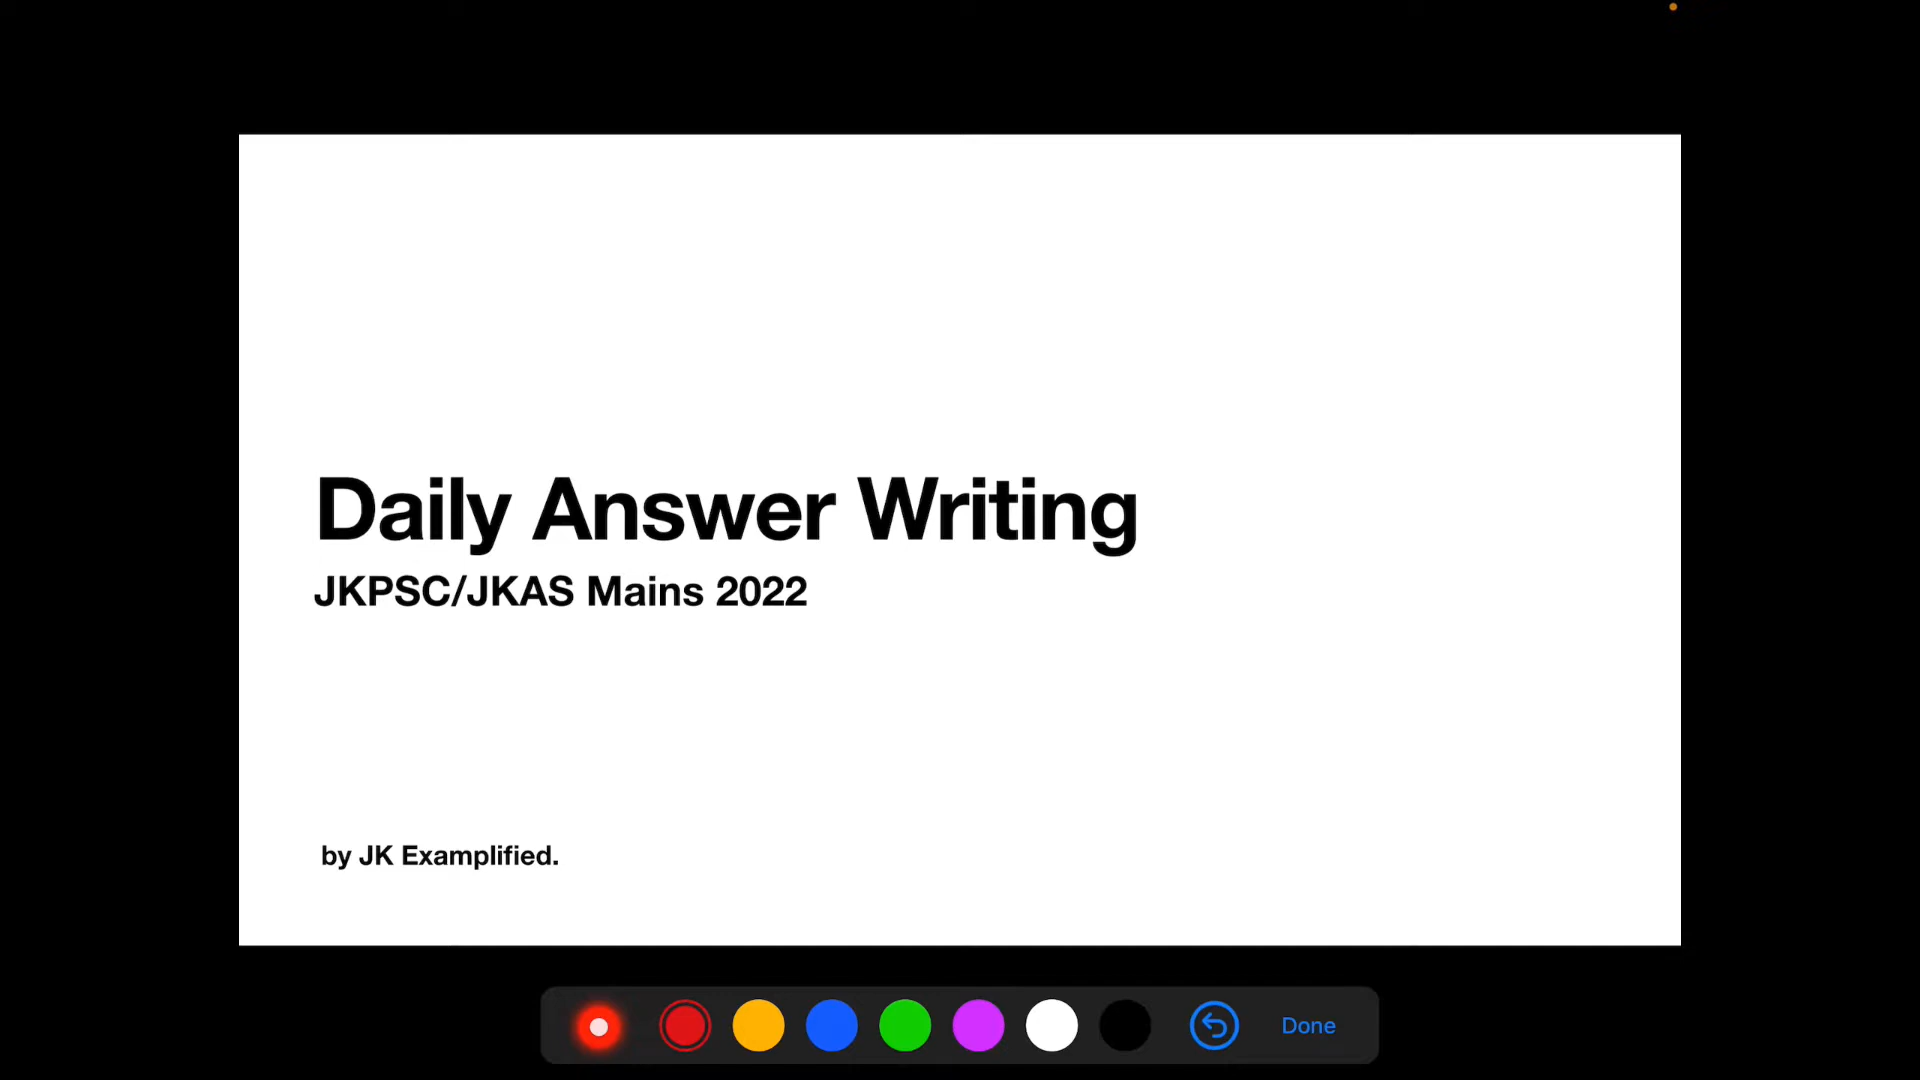 Daily Answer Writing
JKPSC/JKAS Mains 2022
by JK Examplified.
Done